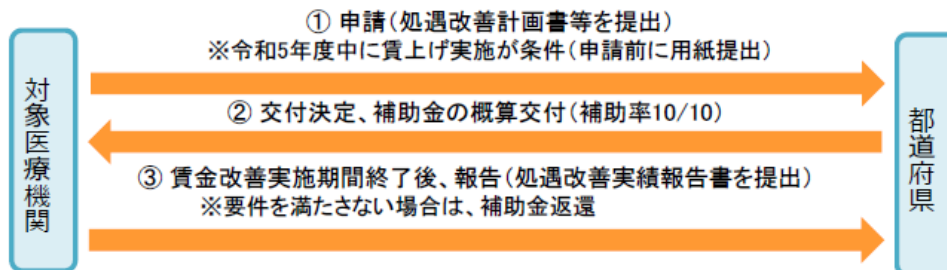 ① 申請(処遇改善計画書等を提出)
※令和5年度中に賃上げ実施が条件(申請前に用紙提出)
対象医療機関
② 交付決定、補助金の概算交付(補助率10/10)
都道府県
③ 賃金改善実施期間終了後、報告(処遇改善実績報告書を提出)
※要件を満たさない場合は、補助金返還